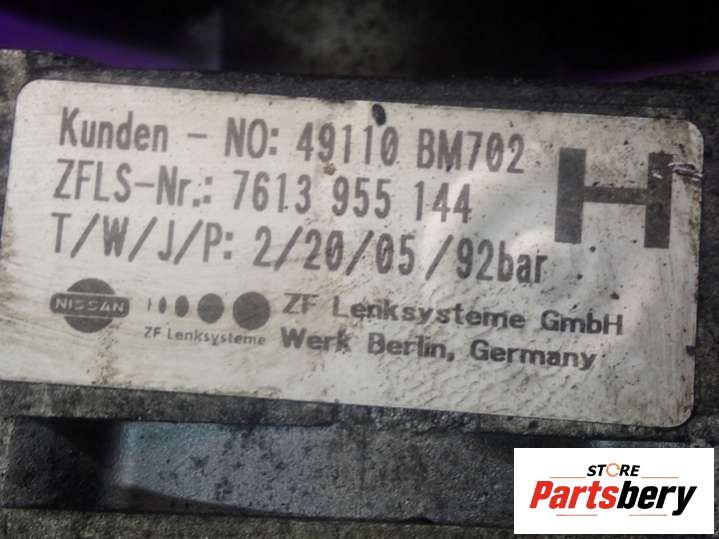 Kunden - NO: 49110 BM702
ZFLS-Nr.: 7613 955 144
H
T/W/J/P: 2/20/05/92bar
NISSAN
ZF Lenksysteme
ZF Lenksysteme GmbH
Werk Berlin, Germany
STORE
Partsbery